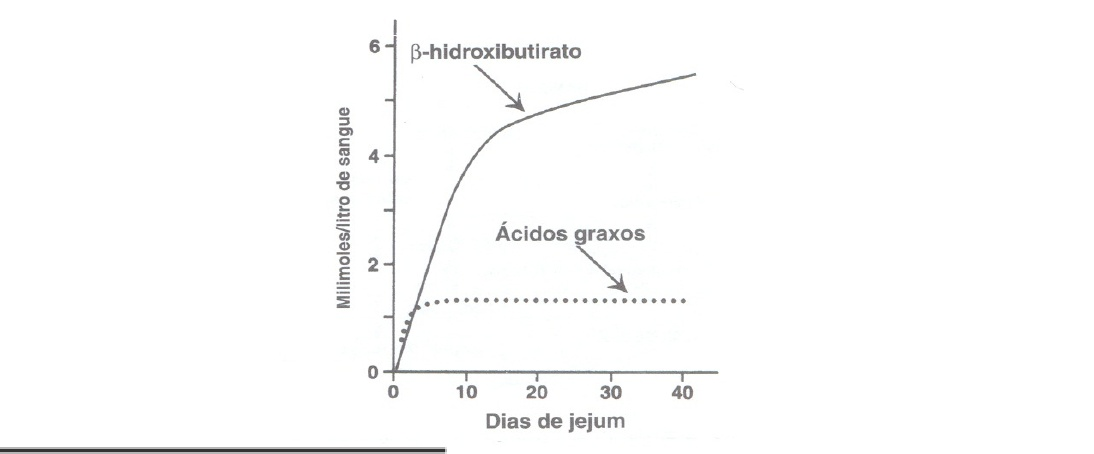 6
β-hidroxibutirato
4
Milimoles/litro de sangue
Ácidos graxos
2
0
0 10 20 30 40
Dias de jejum